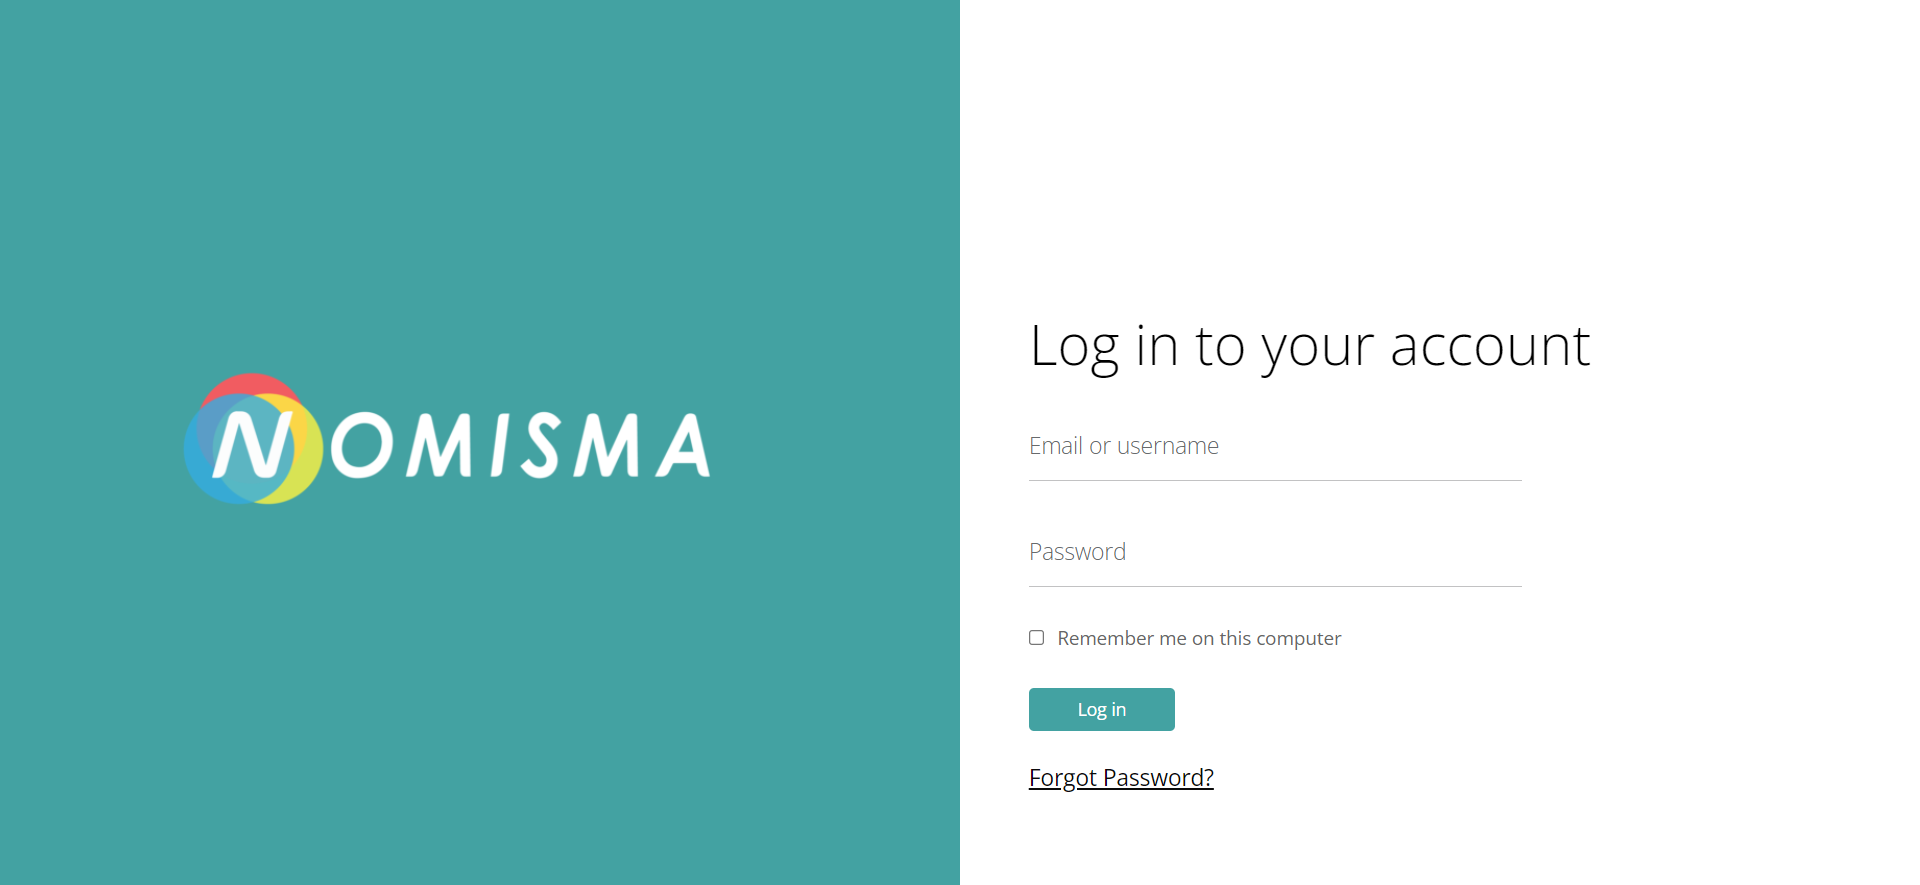 NOMISMA
Log in to your account
Email or username
Password
Remember me on this computer
Log in
Forgot Password?